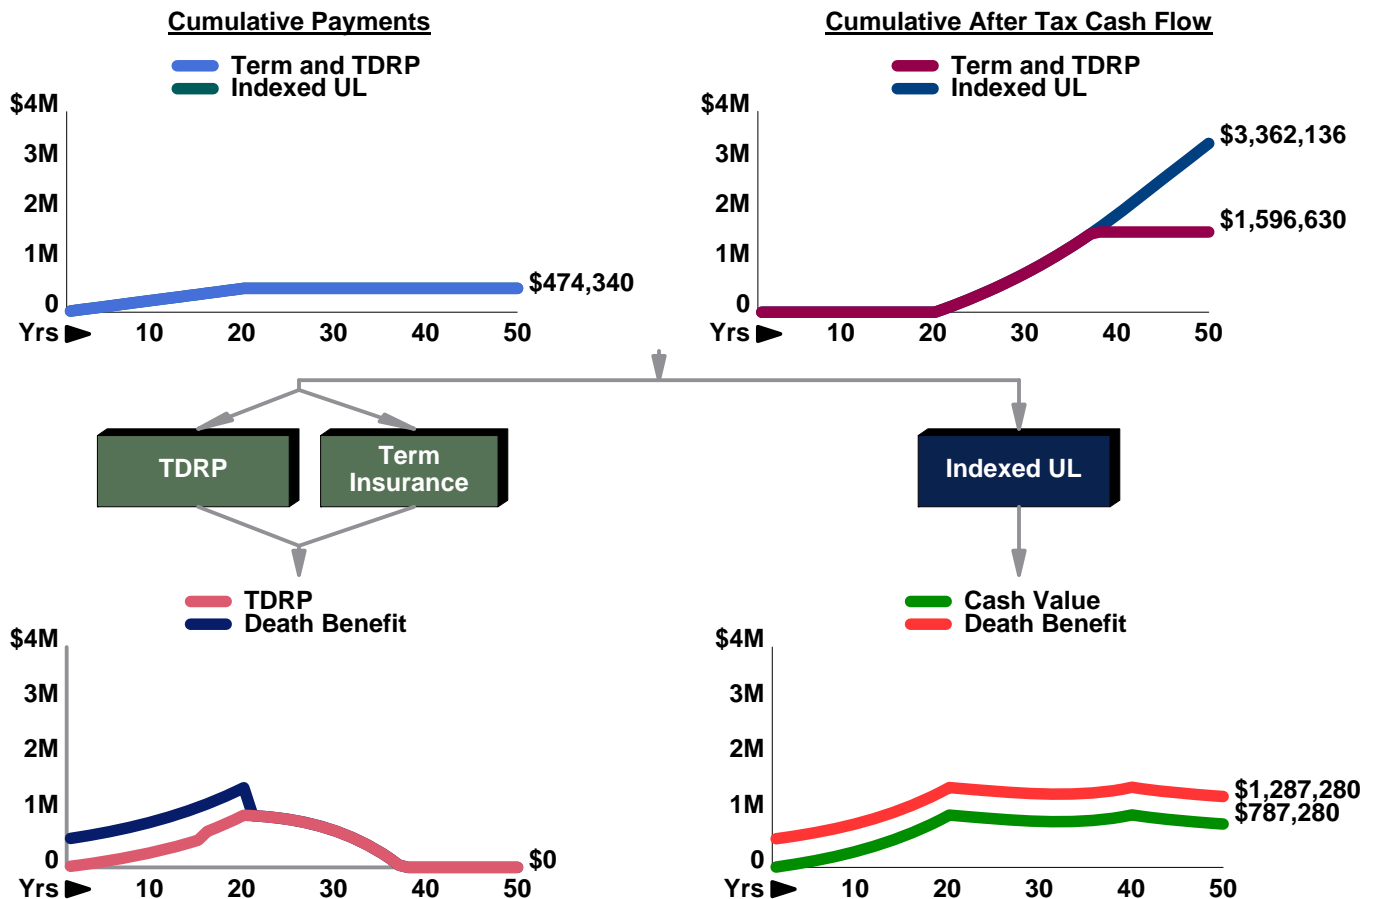 Cumulative Payments
Term and TDRP
Indexed UL
$4M
3M
2M
1M
0
$474,340
Yrs 10 20 30 40 50
Cumulative After Tax Cash Flow
Term and TDRP
Indexed UL
$4M
3M
2M
1M
0
$3,362,136
$1,596,630
Yrs 10 20 30 40 50
TDRP
Term
Insurance
Indexed UL
TDRP
Death Benefit
$4M
3M
2M
1M
0
$0
Yrs 10 20 30 40 50
Cash Value
Death Benefit
$4M
3M
2M
1M
0
$1,287,280
$787,280
Yrs 10 20 30 40 50